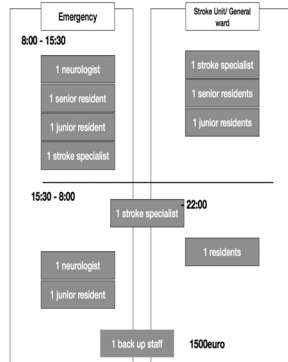 Emergency
Stroke Unit/ General
ward
8:00 - 15:30
1 neurologist
1 senior resident
1 junior resident
1 stroke specialist
1 stroke specialist
1 senior residents
1 junior residents
15:30 - 8:00
1 stroke specialist
- 22:00
1 neurologist
1 junior resident
1 residents
1 back up staff
1500euro